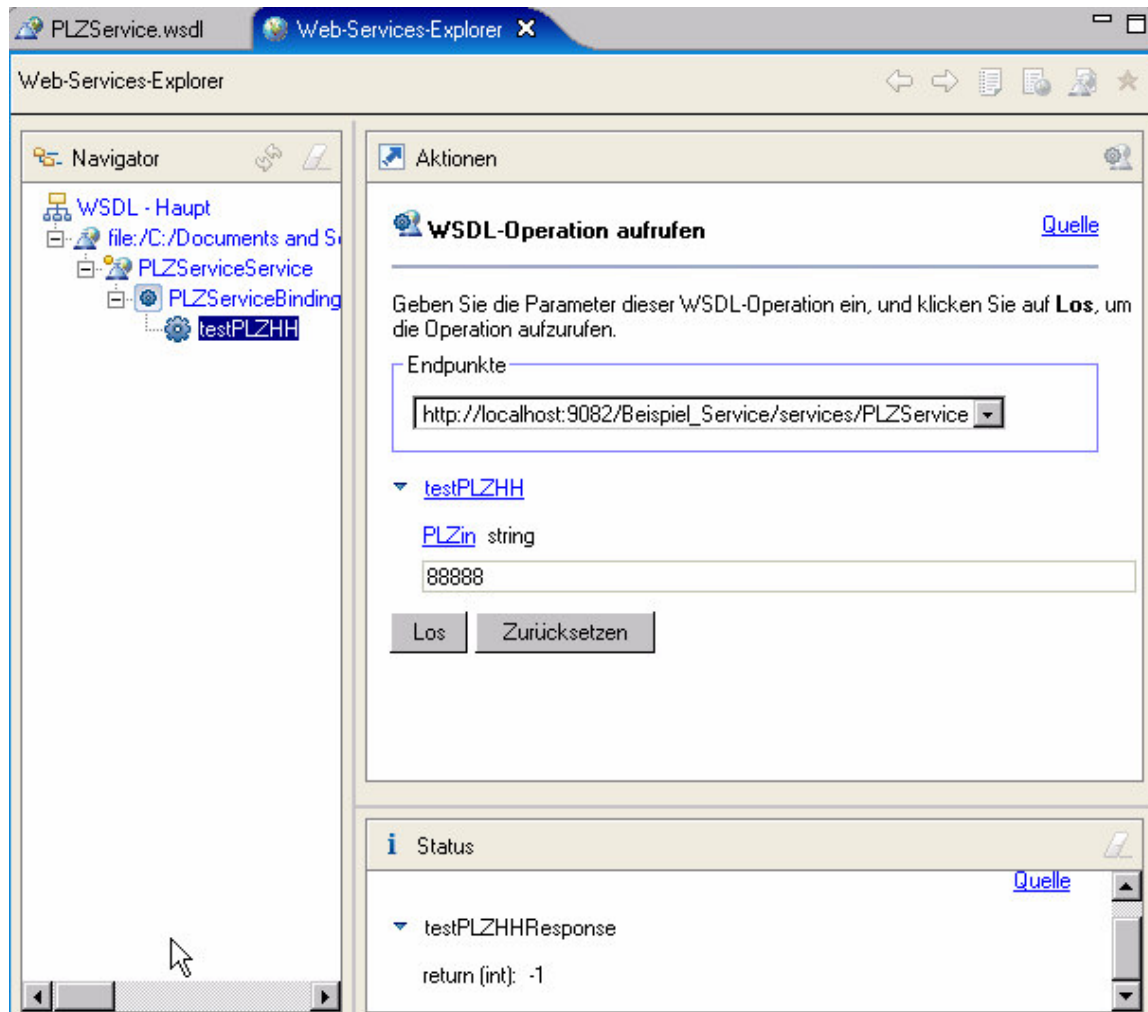 PLZService.wsdl
Web-Services-Explorer
Web-Services-Explorer
Navigator
WSDL - Haupt
file:/C:/Documents and S
PLZServiceService
PLZServiceBinding
testPLZHH
Aktionen
WSDL-Operation aufrufen
Quelle
Geben Sie die Parameter dieser WSDL-Operation ein, und klicken Sie auf Los, um
die Operation aufzurufen.
Endpunkte
http://localhost:9082/Beispiel_Service/services/PLZService
testPLZHH
PLZin string
88888
Los
Zurücksetzen
Status
Quelle
testPLZHHResponse
return (int): -1